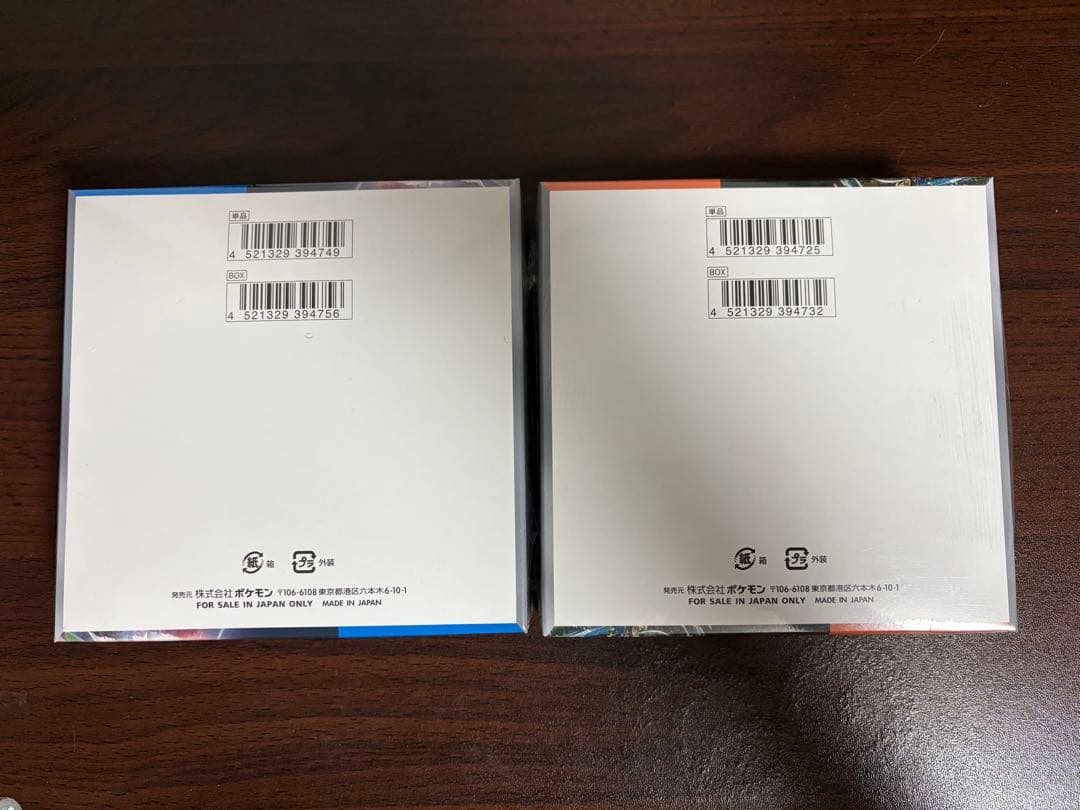 単品
4 521329 394749
BOX
4 521329 394756
紙 箱 プラ 外装
発売元 株式会社ポケモン 〒106-6108 東京都港区六本木6-10-1
FOR SALE IN JAPAN ONLY MADE IN JAPAN
単品
4 521329 394725
BOX
4 521329 394732
紙 箱 プラ 外装
発売元 株式会社ポケモン 〒106-6108 東京都港区六本木6-10-1
FOR SALE IN JAPAN ONLY MADE IN JAPAN